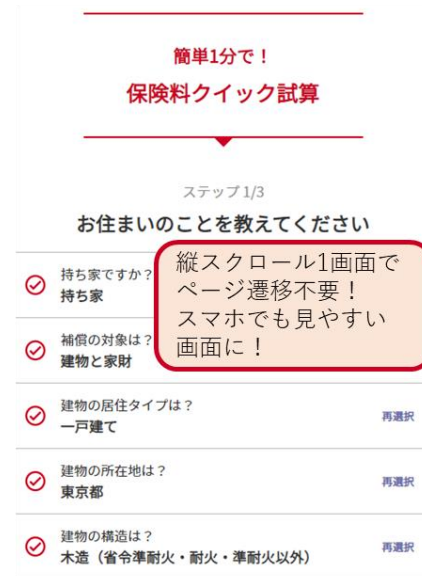 簡単1分で！
保険料クイック試算
ステップ 1/3
お住まいのことを教えてください
持ち家ですか？
持ち家
縦スクロール1画面で
ページ遷移不要！
スマホでも見やすい
画面に！
補償の対象は？
建物と家財
建物の居住タイプは？
一戸建て
再選択
建物の所在地は？
東京都
再選択
建物の構造は？
木造（省令準耐火・耐火・準耐火以外）
再選択